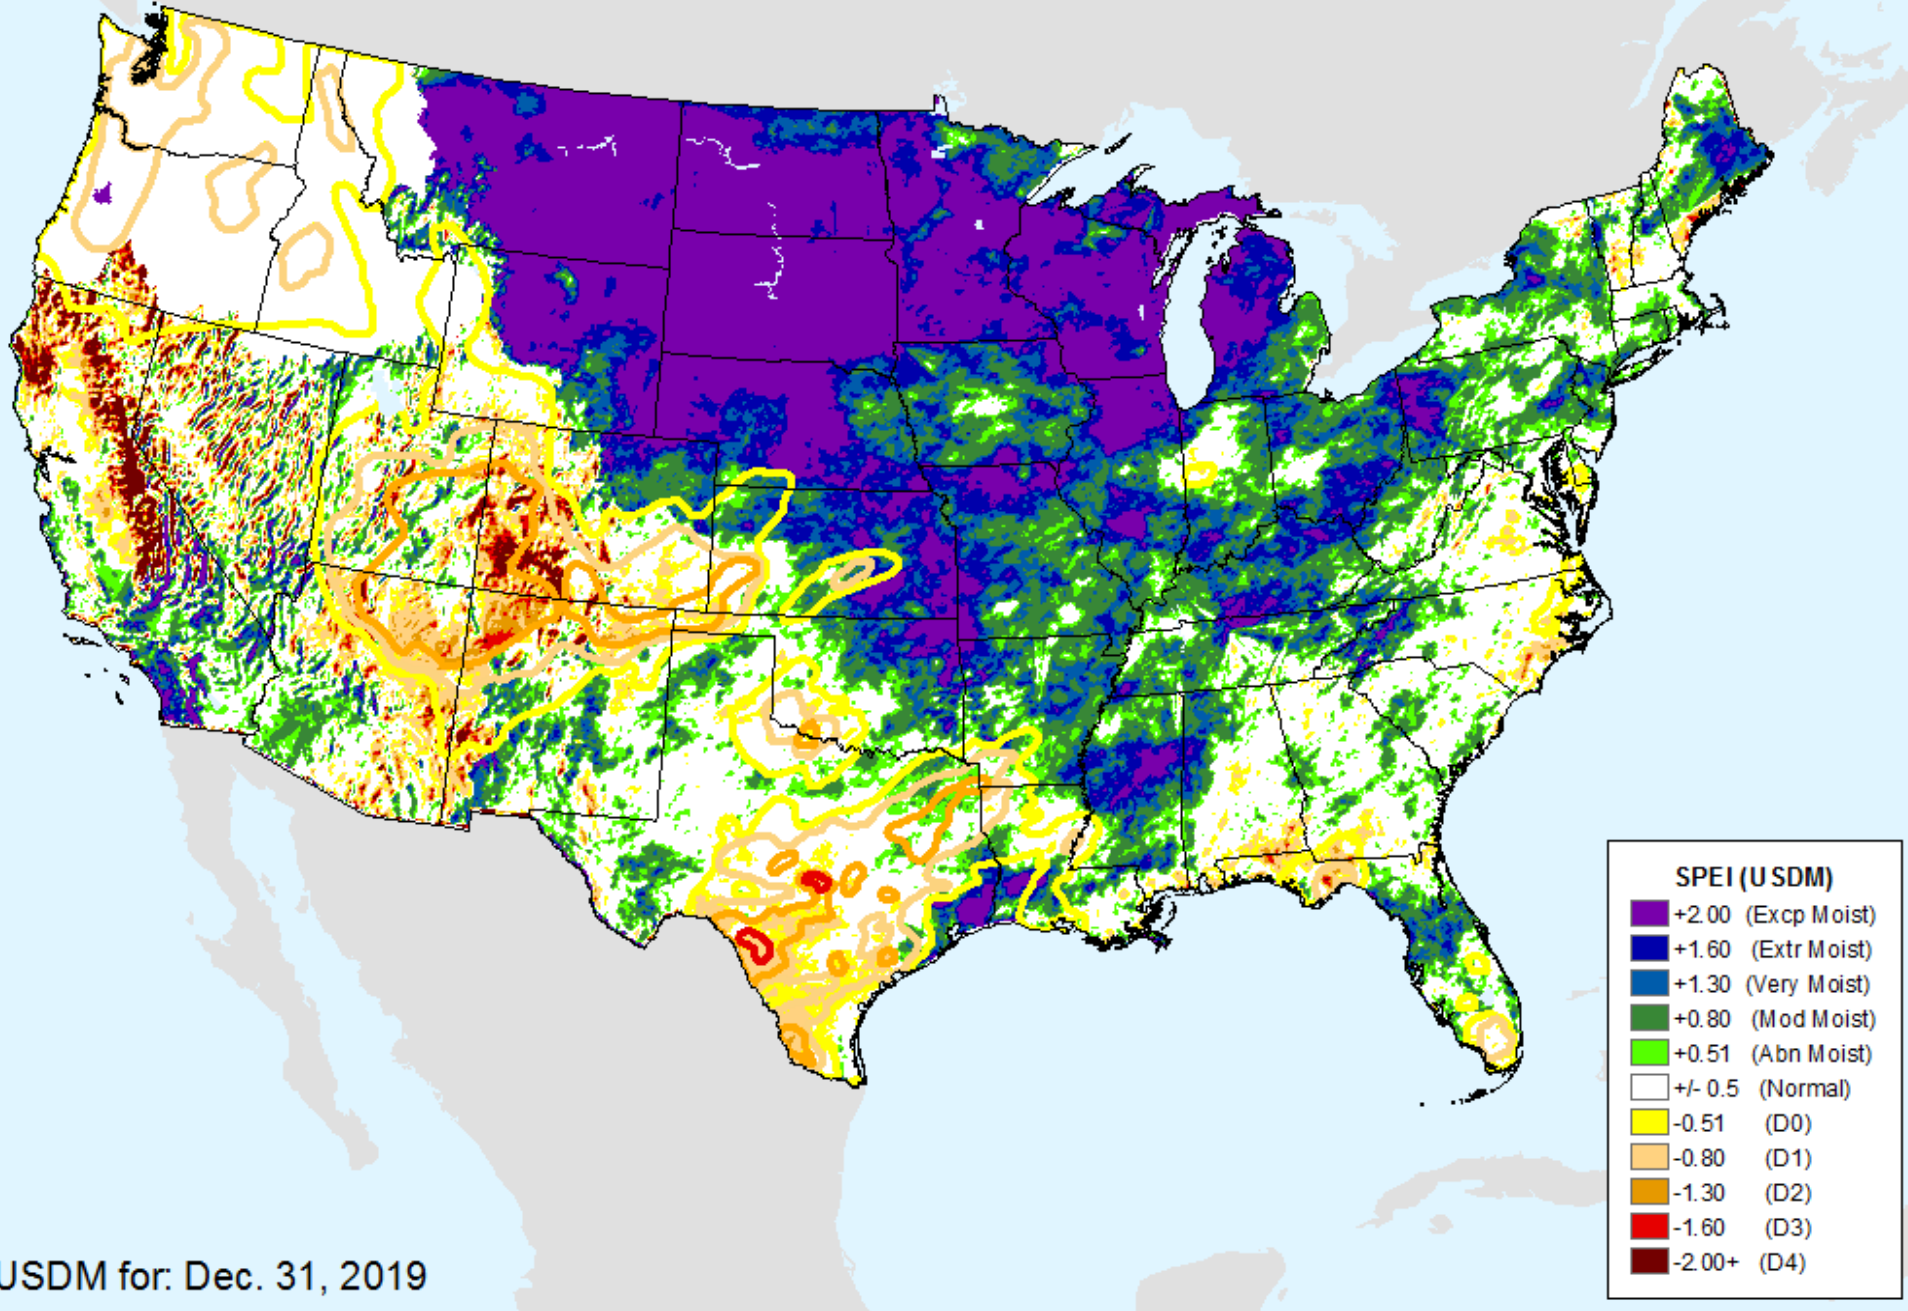 SPEI (USDM)
+2.00 (Excp Moist)
+1.60 (Extr Moist)
+1.30 (Very Moist)
+0.80 (Mod Moist)
+0.51 (Abn Moist)
+/- 0.5 (Normal)
-0.51 (D0)
-0.80 (D1)
-1.30 (D2)
-1.60 (D3)
-2.00+ (D4)
USDM for: Dec. 31, 2019